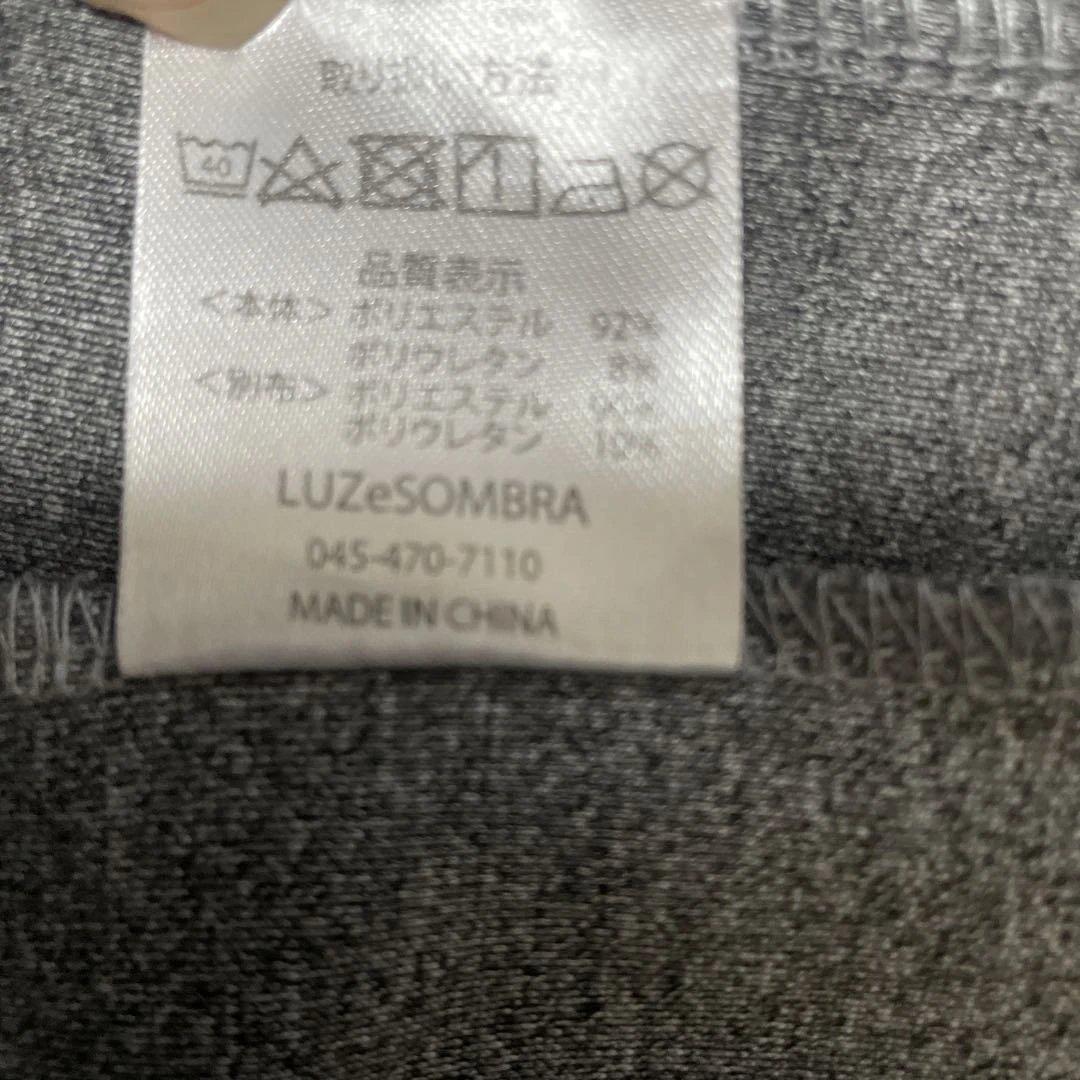 取り扱い方法
40
品質表示
<本体> ポリエステル 92%
ポリウレタン 8%
<別布> ポリエステル 90%
ポリウレタン 10%
LUZeSOMBRA
045-470-7110
MADE IN CHINA